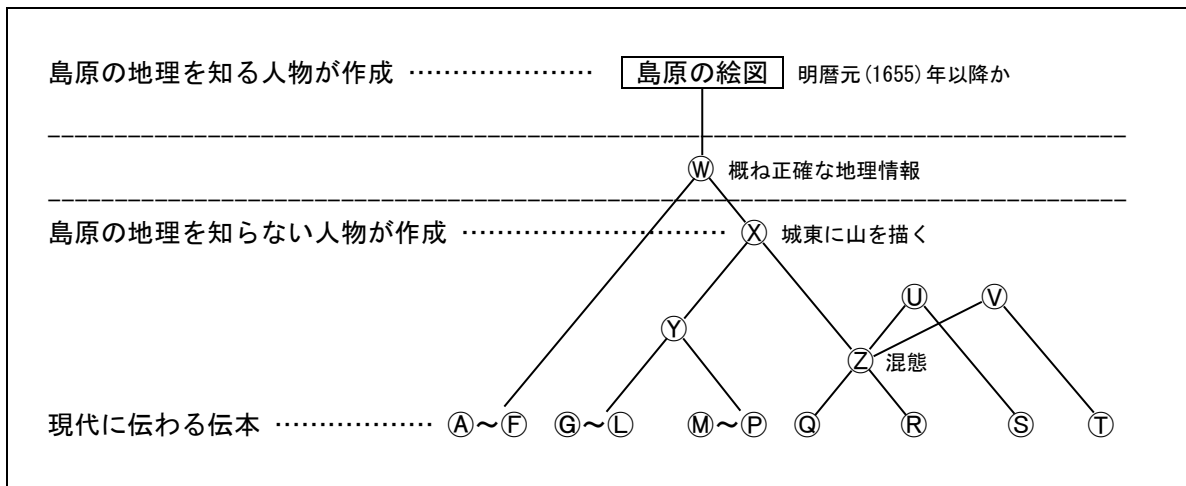 島原の地理を知る人物が作成 ………………… 島原の絵図 明暦元(1655)年以降か
Ⓦ 概ね正確な地理情報
島原の地理を知らない人物が作成 ………………………… Ⓧ 城東に山を描く
Ⓤ Ⓥ
Ⓨ
Ⓩ 混態
現代に伝わる伝本 ……………… Ⓐ～Ⓕ Ⓖ～Ⓛ Ⓜ～Ⓟ Ⓠ Ⓡ Ⓢ Ⓣ